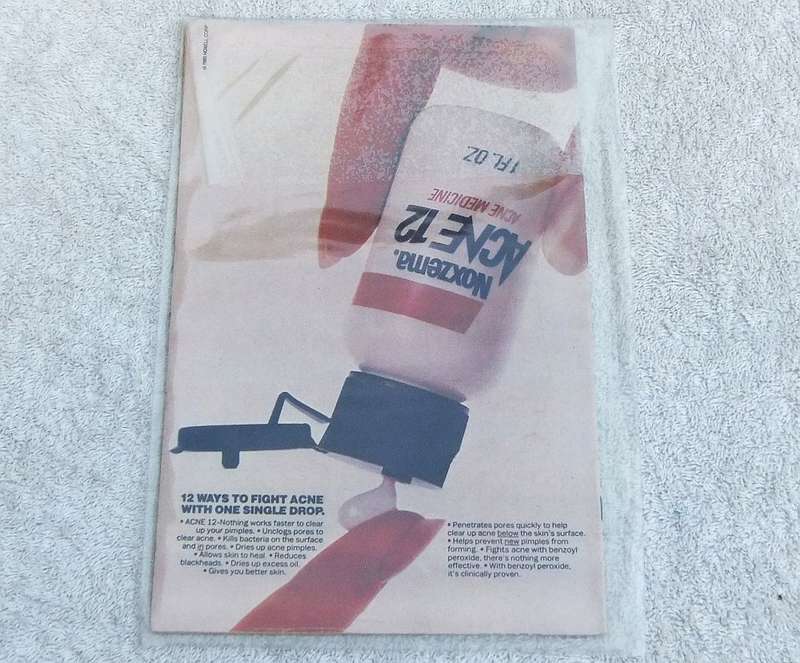 1 FL. OZ.
ACNE MEDICINE
ACNE 12
Noxzema®
12 WAYS TO FIGHT ACNE
WITH ONE SINGLE DROP.
• ACNE 12-Nothing works faster to clear
up your pimples. • Unclogs pores to
clear acne. • Kills bacteria on the surface
and in pores. • Dries up acne pimples.
• Allows skin to heal. • Reduces
blackheads. • Dries up excess oil.
• Gives you better skin.
• Penetrates pores quickly to help
clear up acne below the skin's surface.
• Helps prevent new pimples from
forming. • Fights acne with benzoyl
peroxide, there's nothing more
effective. • With benzoyl peroxide,
it's clinically proven.